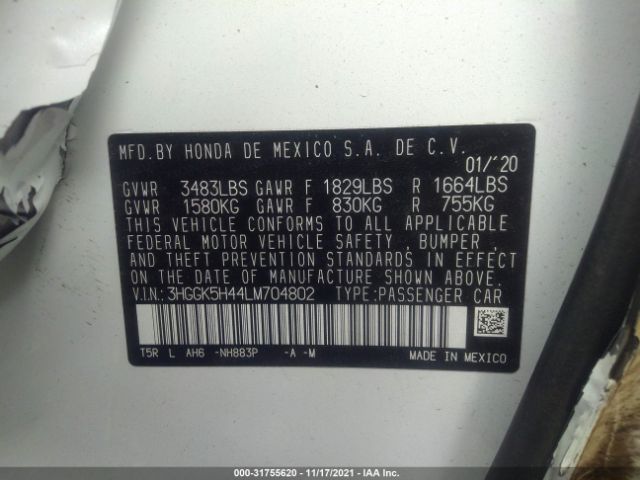 MFD.BY HONDA DE MEXICO S.A. DE C.V.
01/'20
GVWR 3483LBS GAWR F 1829LBS R 1664LBS
GVWR 1580KG GAWR F 830KG R 755KG
THIS VEHICLE CONFORMS TO ALL APPLICABLE
FEDERAL MOTOR VEHICLE SAFETY , BUMPER ,
AND THEFT PREVENTION STANDARDS IN EFFECT
ON THE DATE OF MANUFACTURE SHOWN ABOVE.
V.I.N.:3HGGK5H44LM704802 TYPE:PASSENGER CAR
T5R L AH6 -NH883P -A -M
MADE IN MEXICO
000-31755620 - 11/17/2021 - IAA Inc.